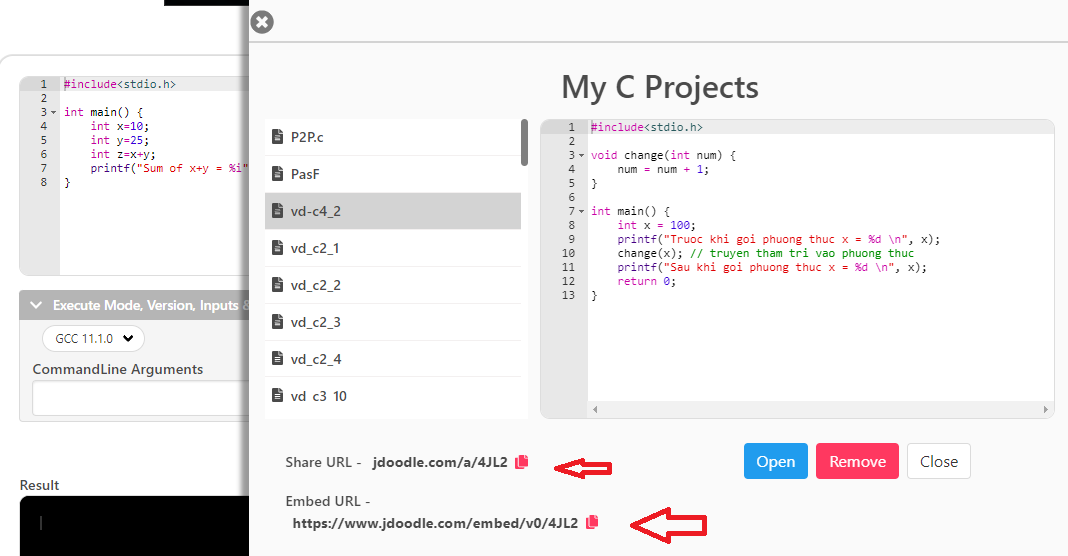 1 #include<stdio.h>
2
3 int main() {
4 int x=10;
5 int y=25;
6 int z=x+y;
7 printf("Sum of x+y = %i"
8 }
Execute Mode, Version, Inputs &
GCC 11.1.0
CommandLine Arguments
Result
My C Projects
P2P.c
PasF
vd-c4_2
vd_c2_1
vd_c2_2
vd_c2_3
vd_c2_4
vd_c3_10
1 #include<stdio.h>
2
3 void change(int num) {
4 num = num + 1;
5 }
6
7 int main() {
8 int x = 100;
9 printf("Truoc khi goi phuong thuc x = %d \n", x);
10 change(x); // truyen tham tri vao phuong thuc
11 printf("Sau khi goi phuong thuc x = %d \n", x);
12 return 0;
13 }
Share URL - jdoodle.com/a/4JL2
Open Remove Close
Embed URL -
https://www.jdoodle.com/embed/v0/4JL2